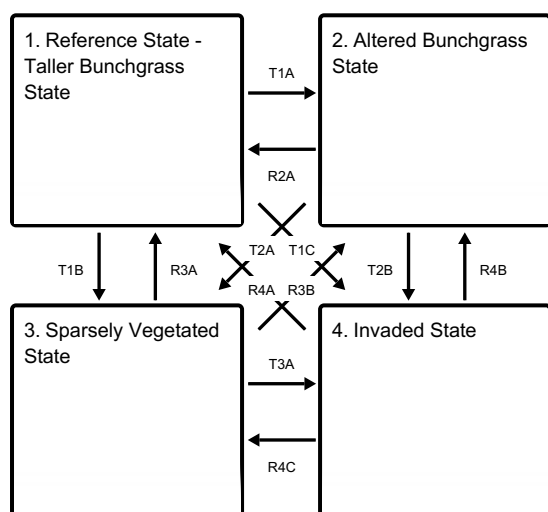 1. Reference State -
Taller Bunchgrass
State
2. Altered Bunchgrass
State
T1A
R2A
T1B
R3A
T2A
T1C
R4A
R3B
T2B
R4B
3. Sparsely Vegetated
State
4. Invaded State
T3A
R4C